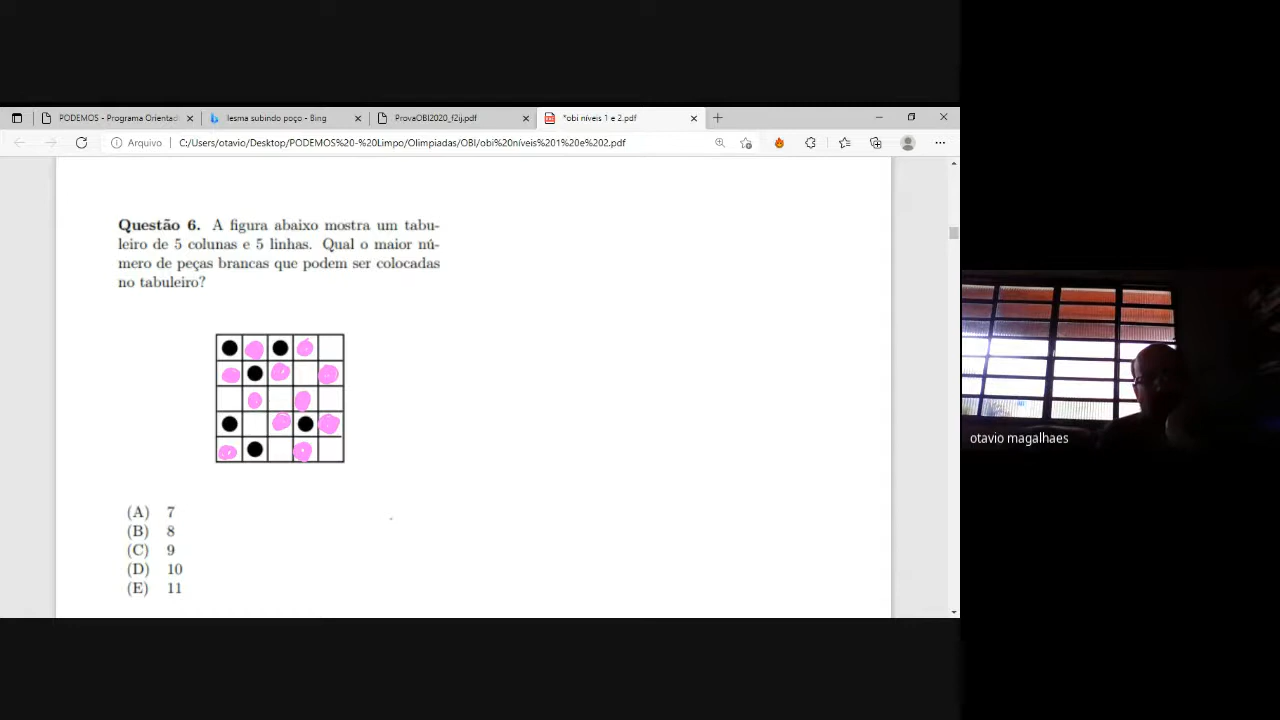 PODEMOS - Programa Orientad
lesma subindo poço - Bing
ProvaOBI2020_f2ij.pdf
*obi níveis 1 e 2.pdf
Arquivo
C:/Users/otavio/Desktop/PODEMOS%20-%20Limpo/Olimpiadas/OBI/obi%20níveis%201%20e%202.pdf
Questão 6. A figura abaixo mostra um tabu-
leiro de 5 colunas e 5 linhas. Qual o maior nú-
mero de peças brancas que podem ser colocadas
no tabuleiro?
(A) 7
(B) 8
(C) 9
(D) 10
(E) 11
otavio magalhaes